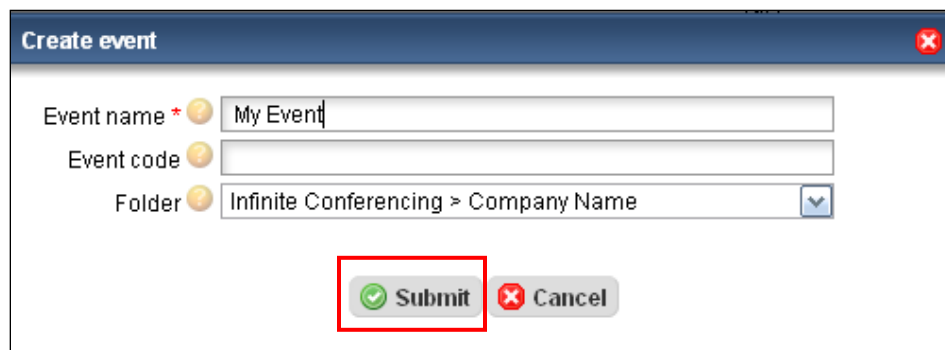 Create event
Event name * My Event
Event code
Folder Infinite Conferencing > Company Name
Submit Cancel